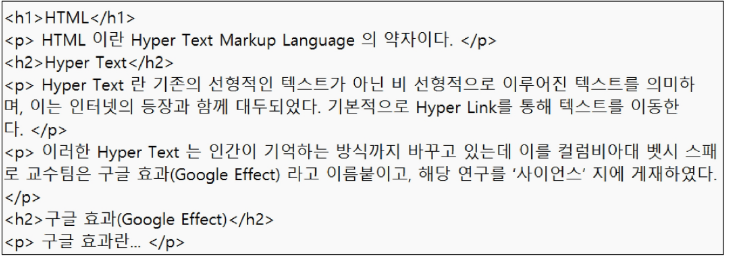 <h1>HTML</h1>
<p> HTML 이란 Hyper Text Markup Language 의 약자이다. </p>
<h2>Hyper Text</h2>
<p> Hyper Text 란 기존의 선형적인 텍스트가 아닌 비 선형적으로 이루어진 텍스트를 의미하
며, 이는 인터넷의 등장과 함께 대두되었다. 기본적으로 Hyper Link를 통해 텍스트를 이동한
다. </p>
<p> 이러한 Hyper Text 는 인간이 기억하는 방식까지 바꾸고 있는데 이를 컬럼비아대 벳시 스패
로 교수팀은 구글 효과(Google Effect) 라고 이름붙이고, 해당 연구를 ‘사이언스’ 지에 게재하였다.
</p>
<h2>구글 효과(Google Effect)</h2>
<p> 구글 효과란... </p>